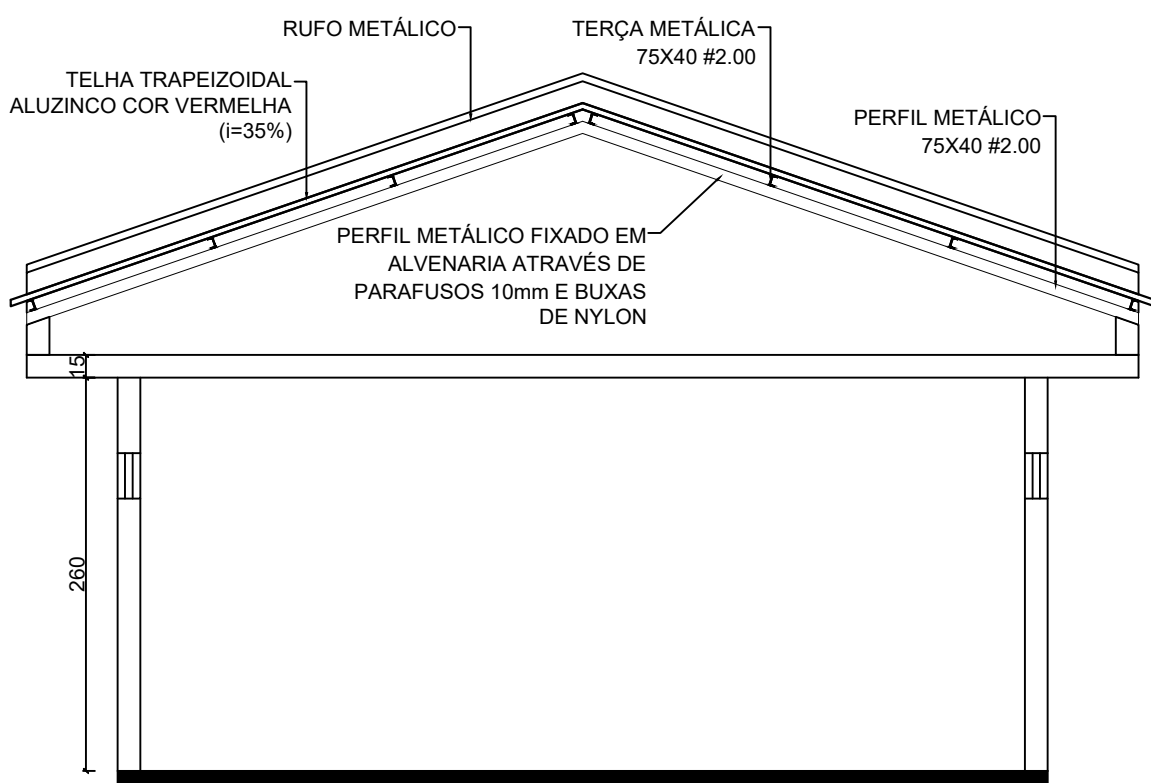 RUFO METÁLICO
TERÇA METÁLICA
75X40 #2.00
TELHA TRAPEIZOIDAL
ALUZINCO COR VERMELHA
(i=35%)
PERFIL METÁLICO
75X40 #2.00
PERFIL METÁLICO FIXADO EM
ALVENARIA ATRAVÉS DE
PARAFUSOS 10mm E BUXAS
DE NYLON
15
260